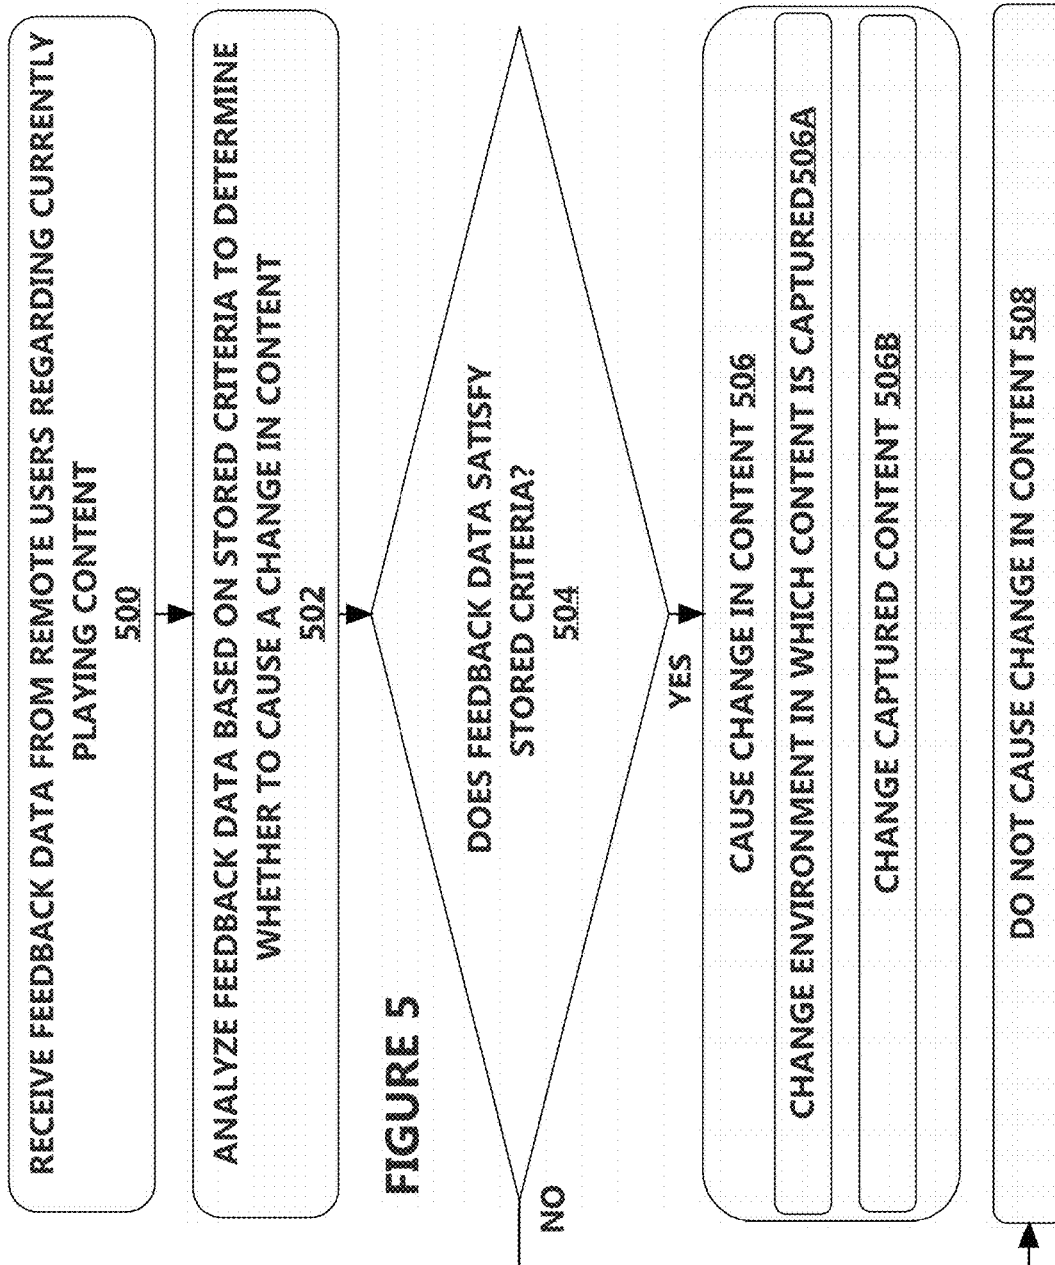 RECEIVE FEEDBACK DATA FROM REMOTE USERS REGARDING CURRENTLY
PLAYING CONTENT
500
ANALYZE FEEDBACK DATA BASED ON STORED CRITERIA TO DETERMINE
WHETHER TO CAUSE A CHANGE IN CONTENT
502
FIGURE 5
DOES FEEDBACK DATA SATISFY
STORED CRITERIA?
504
NO
YES
CAUSE CHANGE IN CONTENT 506
CHANGE ENVIRONMENT IN WHICH CONTENT IS CAPTURED506A
CHANGE CAPTURED CONTENT 506B
DO NOT CAUSE CHANGE IN CONTENT 508